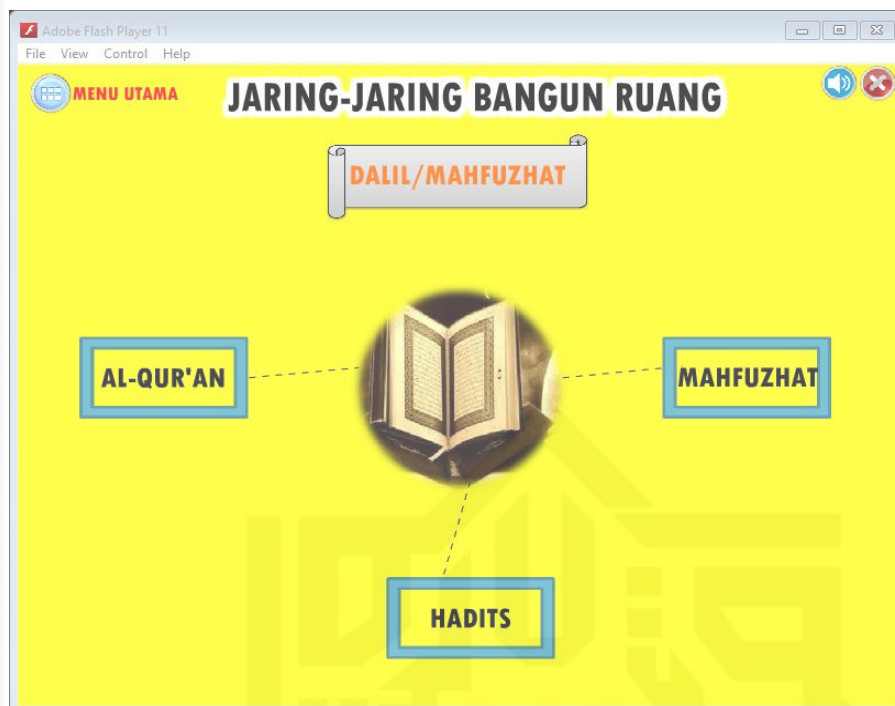 Adobe Flash Player 11
File View Control Help
MENU UTAMA
JARING-JARING BANGUN RUANG
DALIL/MAHFUZHAT
AL-QUR'AN
MAHFUZHAT
HADITS